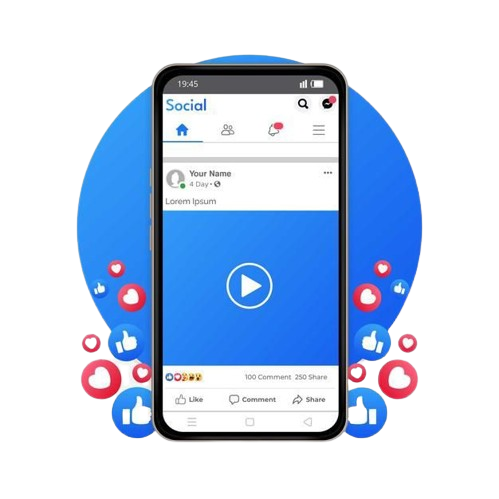 19:45
Social
Your Name
4 Day •
Lorem Ipsum
100 Comment 250 Share
Like Comment Share